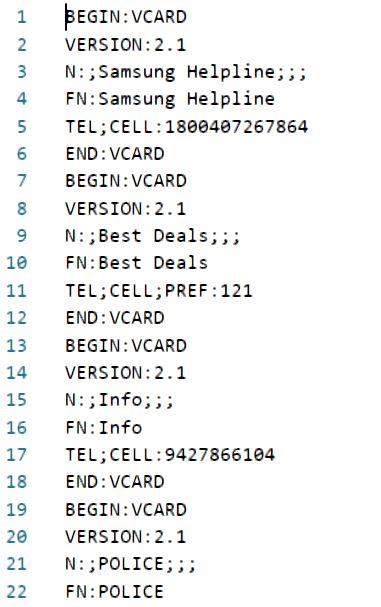 1 BEGIN:VCARD
2 VERSION:2.1
3 N:;Samsung Helpline;;;
4 FN:Samsung Helpline
5 TEL;CELL:1800407267864
6 END:VCARD
7 BEGIN:VCARD
8 VERSION:2.1
9 N:;Best Deals;;;
10 FN:Best Deals
11 TEL;CELL;PREF:121
12 END:VCARD
13 BEGIN:VCARD
14 VERSION:2.1
15 N:;Info;;;
16 FN:Info
17 TEL;CELL:9427866104
18 END:VCARD
19 BEGIN:VCARD
20 VERSION:2.1
21 N:;POLICE;;;
22 FN:POLICE